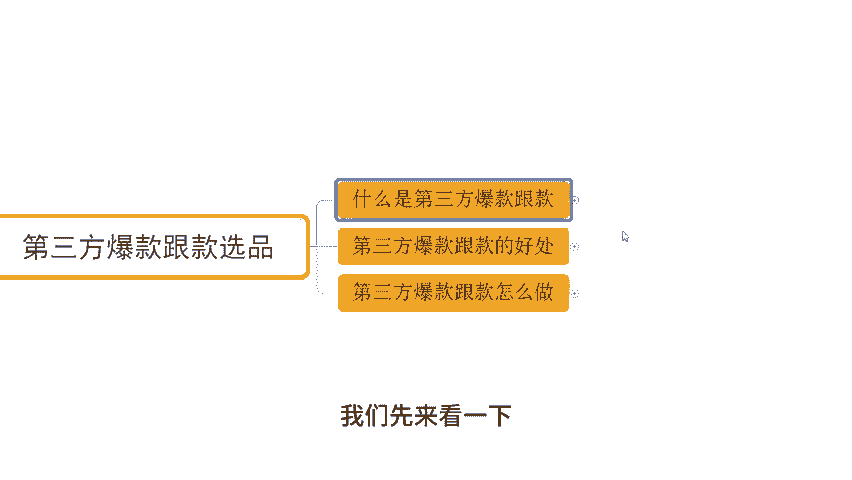 第三方爆款跟款选品
什么是第三方爆款跟款
第三方爆款跟款的好处
第三方爆款跟款怎么做
我们先来看一下